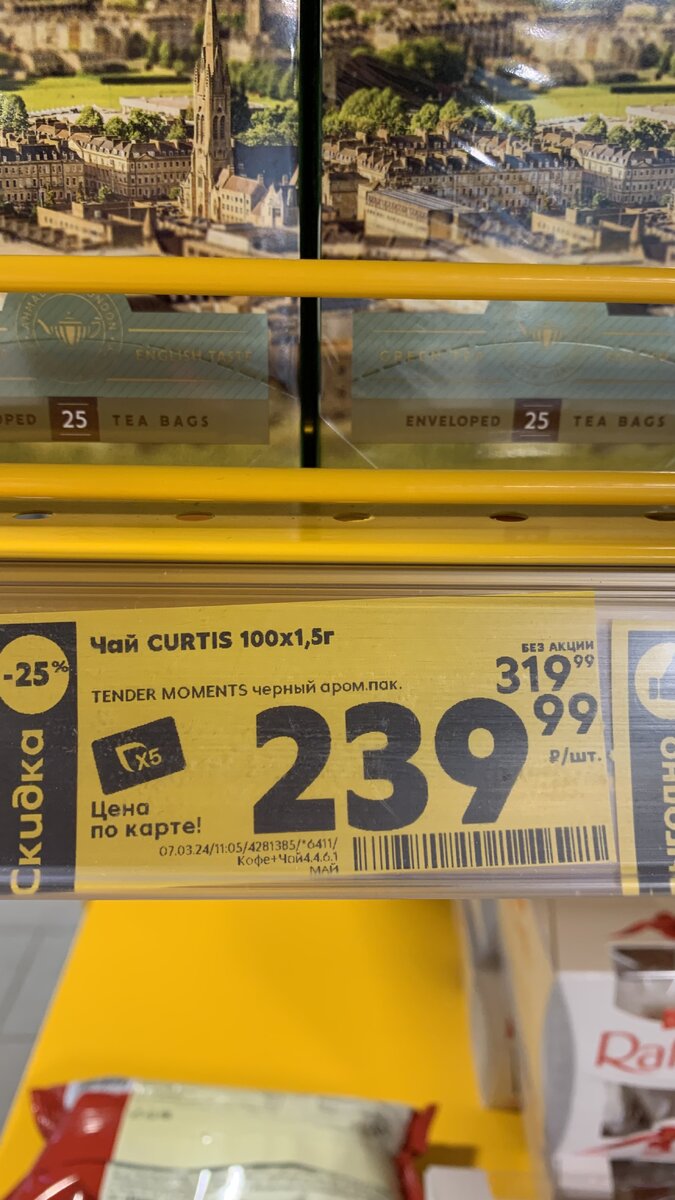 ENGLISH TASTE
GREEN TEA
25 TEA BAGS
ENVELOPED 25 TEA BAGS
-25%
Скидка
Чай CURTIS 100х1,5г
TENDER MOMENTS черный аром.пак.
БЕЗ АКЦИИ
319 99
239 99
₽/шт.
X5
Цена
по карте!
07.03.24/11:05/4281385/*6411/
Кофе+Чай4.4.6.1
МАЙ